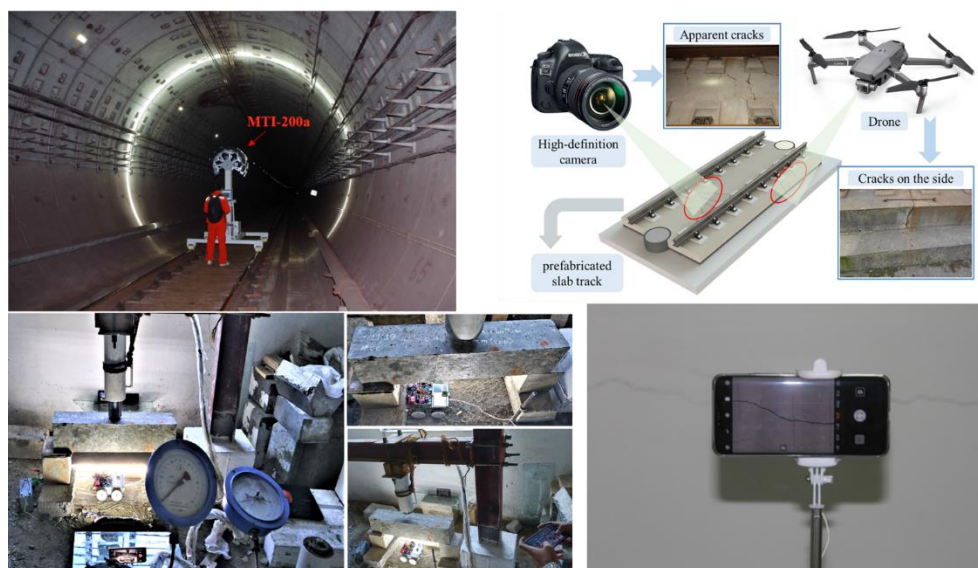 MTI-200a
Apparent cracks
High-definition
camera
Drone
Cracks on the side
prefabricated
slab track